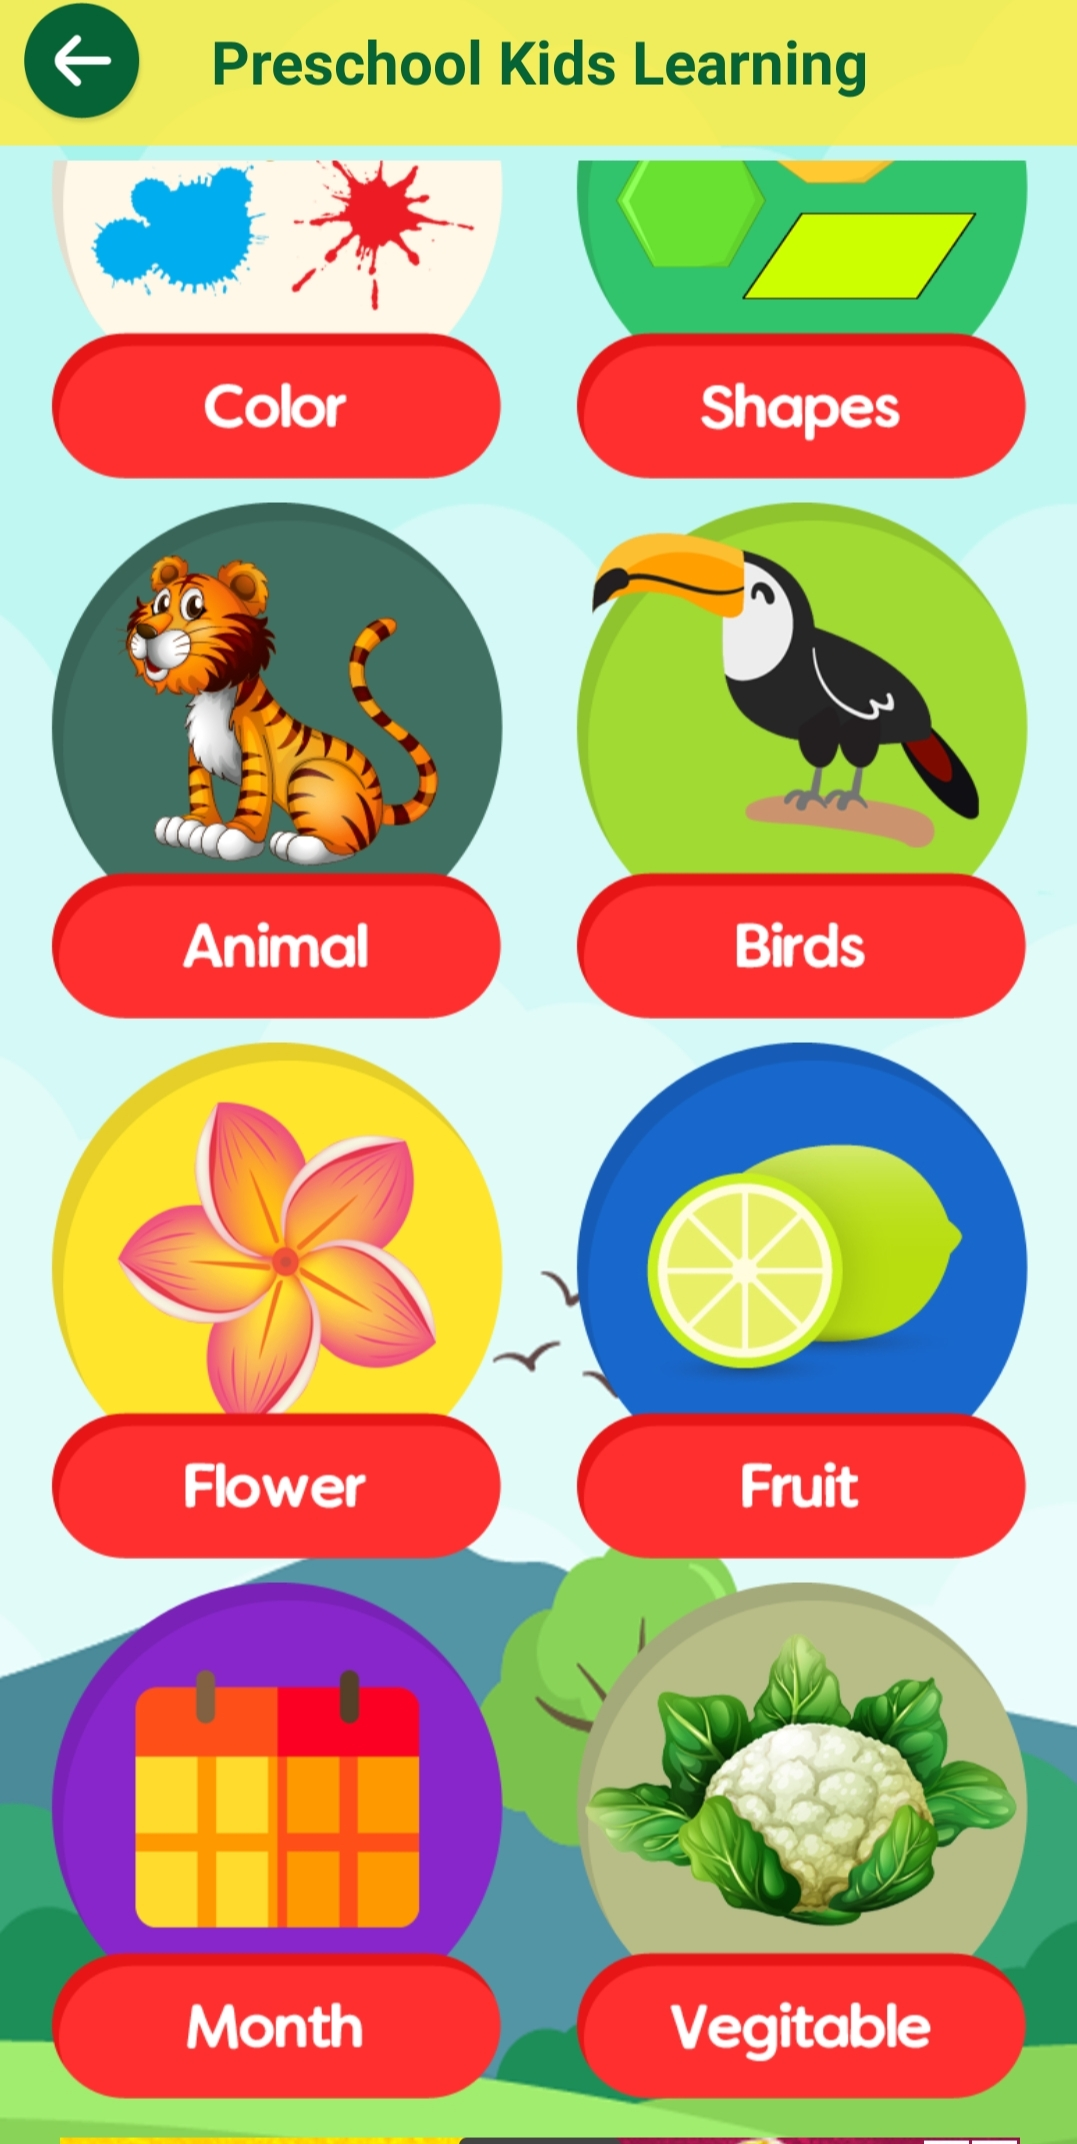 Preschool Kids Learning
Color
Shapes
Animal
Birds
Flower
Fruit
Month
Vegitable